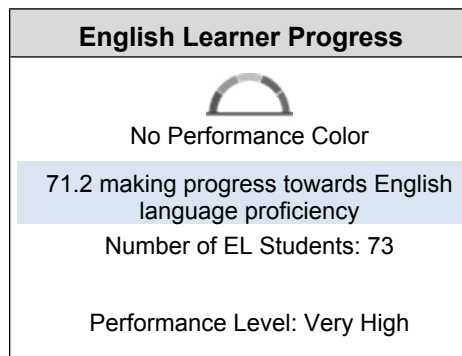 English Learner Progress
No Performance Color
71.2 making progress towards English
language proficiency
Number of EL Students: 73
Performance Level: Very High